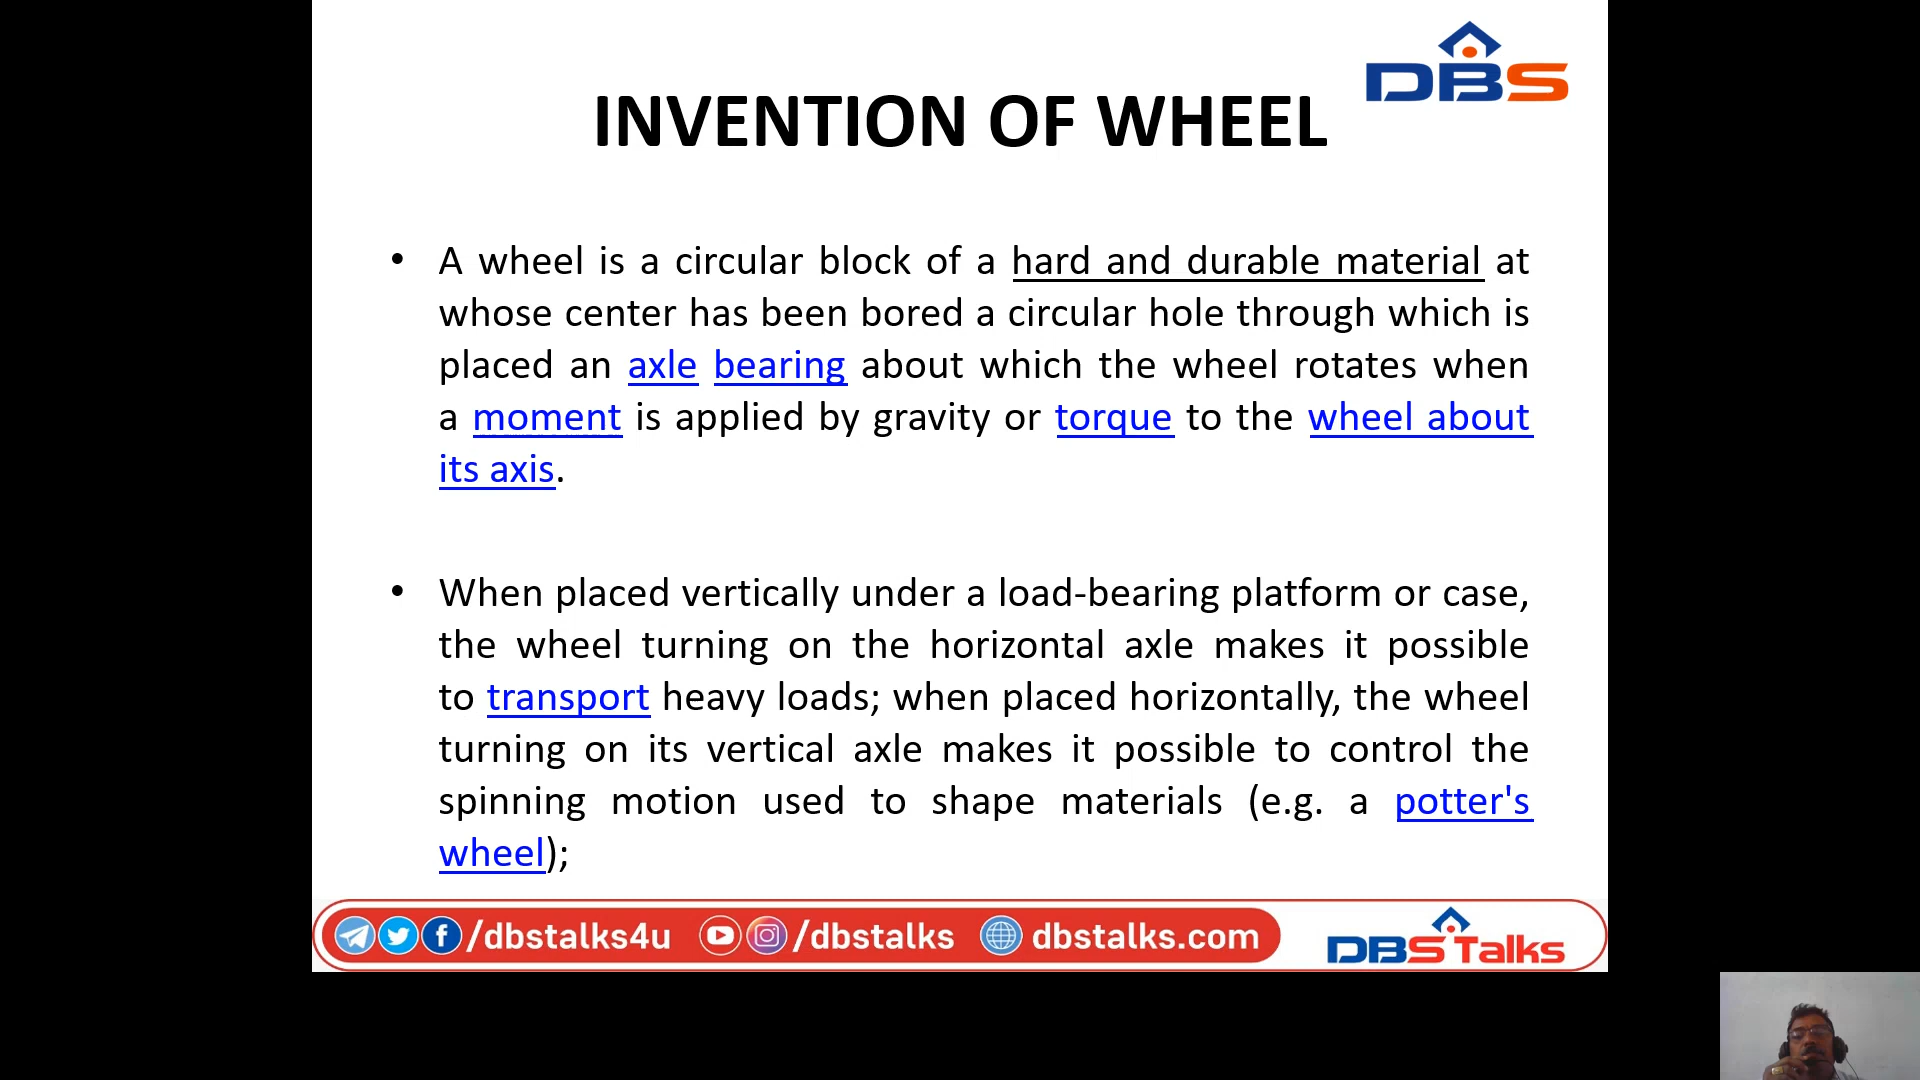 DBS
INVENTION OF WHEEL
• A wheel is a circular block of a hard and durable material at
whose center has been bored a circular hole through which is
placed an axle bearing about which the wheel rotates when
a moment is applied by gravity or torque to the wheel about
its axis.
• When placed vertically under a load-bearing platform or case,
the wheel turning on the horizontal axle makes it possible
to transport heavy loads; when placed horizontally, the wheel
turning on its vertical axle makes it possible to control the
spinning motion used to shape materials (e.g. a potter's
wheel);
/dbstalks4u /dbstalks dbstalks.com DBS Talks